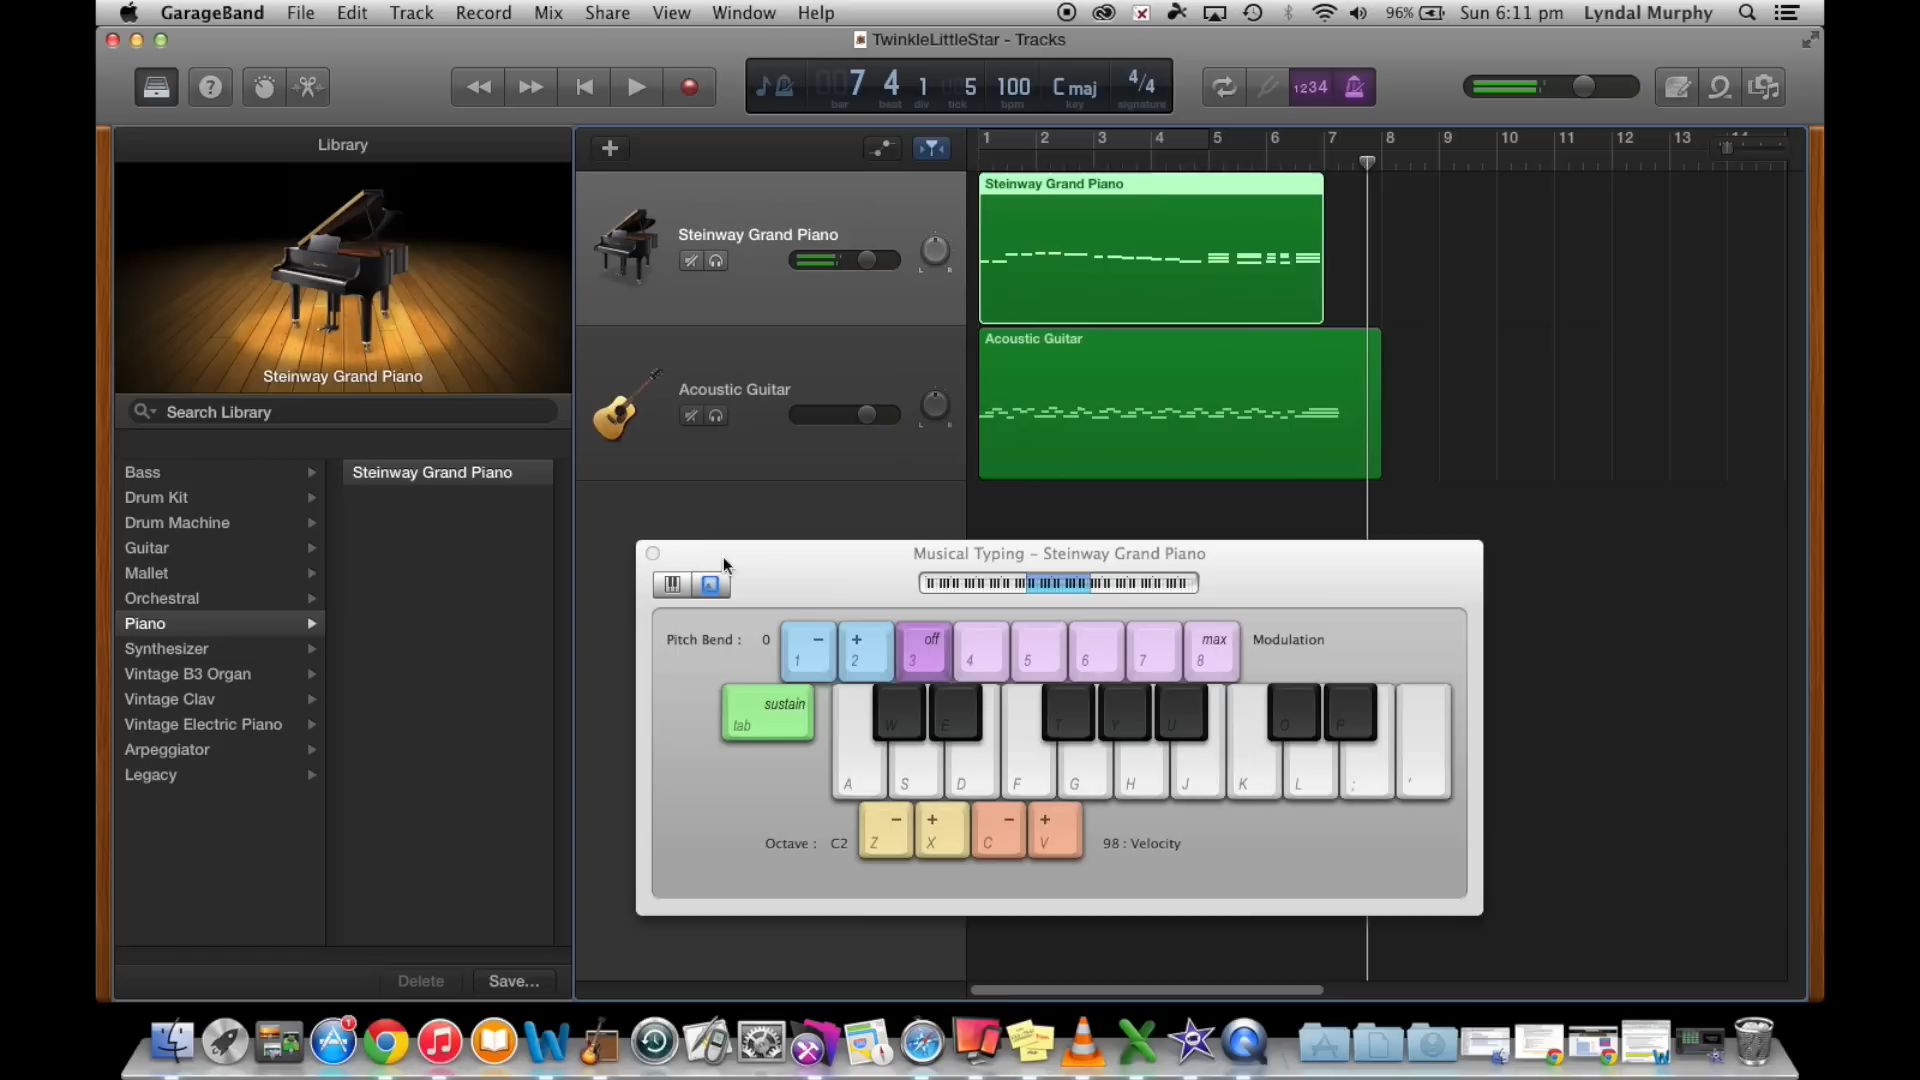 GarageBand File Edit Track Record Mix Share View Window Help 96% Sun 6:11 pm Lyndal Murphy
TwinkleLittleStar - Tracks
7 4 1 5 100 C maj 4/4
bar beat div tick bpm key signature
1234
Library
1 2 3 4 5 6 7 8 9 10 11 12 13 14
Steinway Grand Piano
Steinway Grand Piano
L R
Steinway Grand Piano
Acoustic Guitar
Acoustic Guitar
L R
Search Library
Bass
Steinway Grand Piano
Drum Kit
Drum Machine
Guitar
Mallet
Orchestral
Piano
Synthesizer
Vintage B3 Organ
Vintage Clav
Vintage Electric Piano
Arpeggiator
Legacy
Delete Save...
Musical Typing – Steinway Grand Piano
Pitch Bend : 0 – + off max Modulation
1 2 3 4 5 6 7 8
sustain
tab W E T Y U O P
A S D F G H J K L ; '
– + – +
Octave : C2 Z X C V 98 : Velocity
1